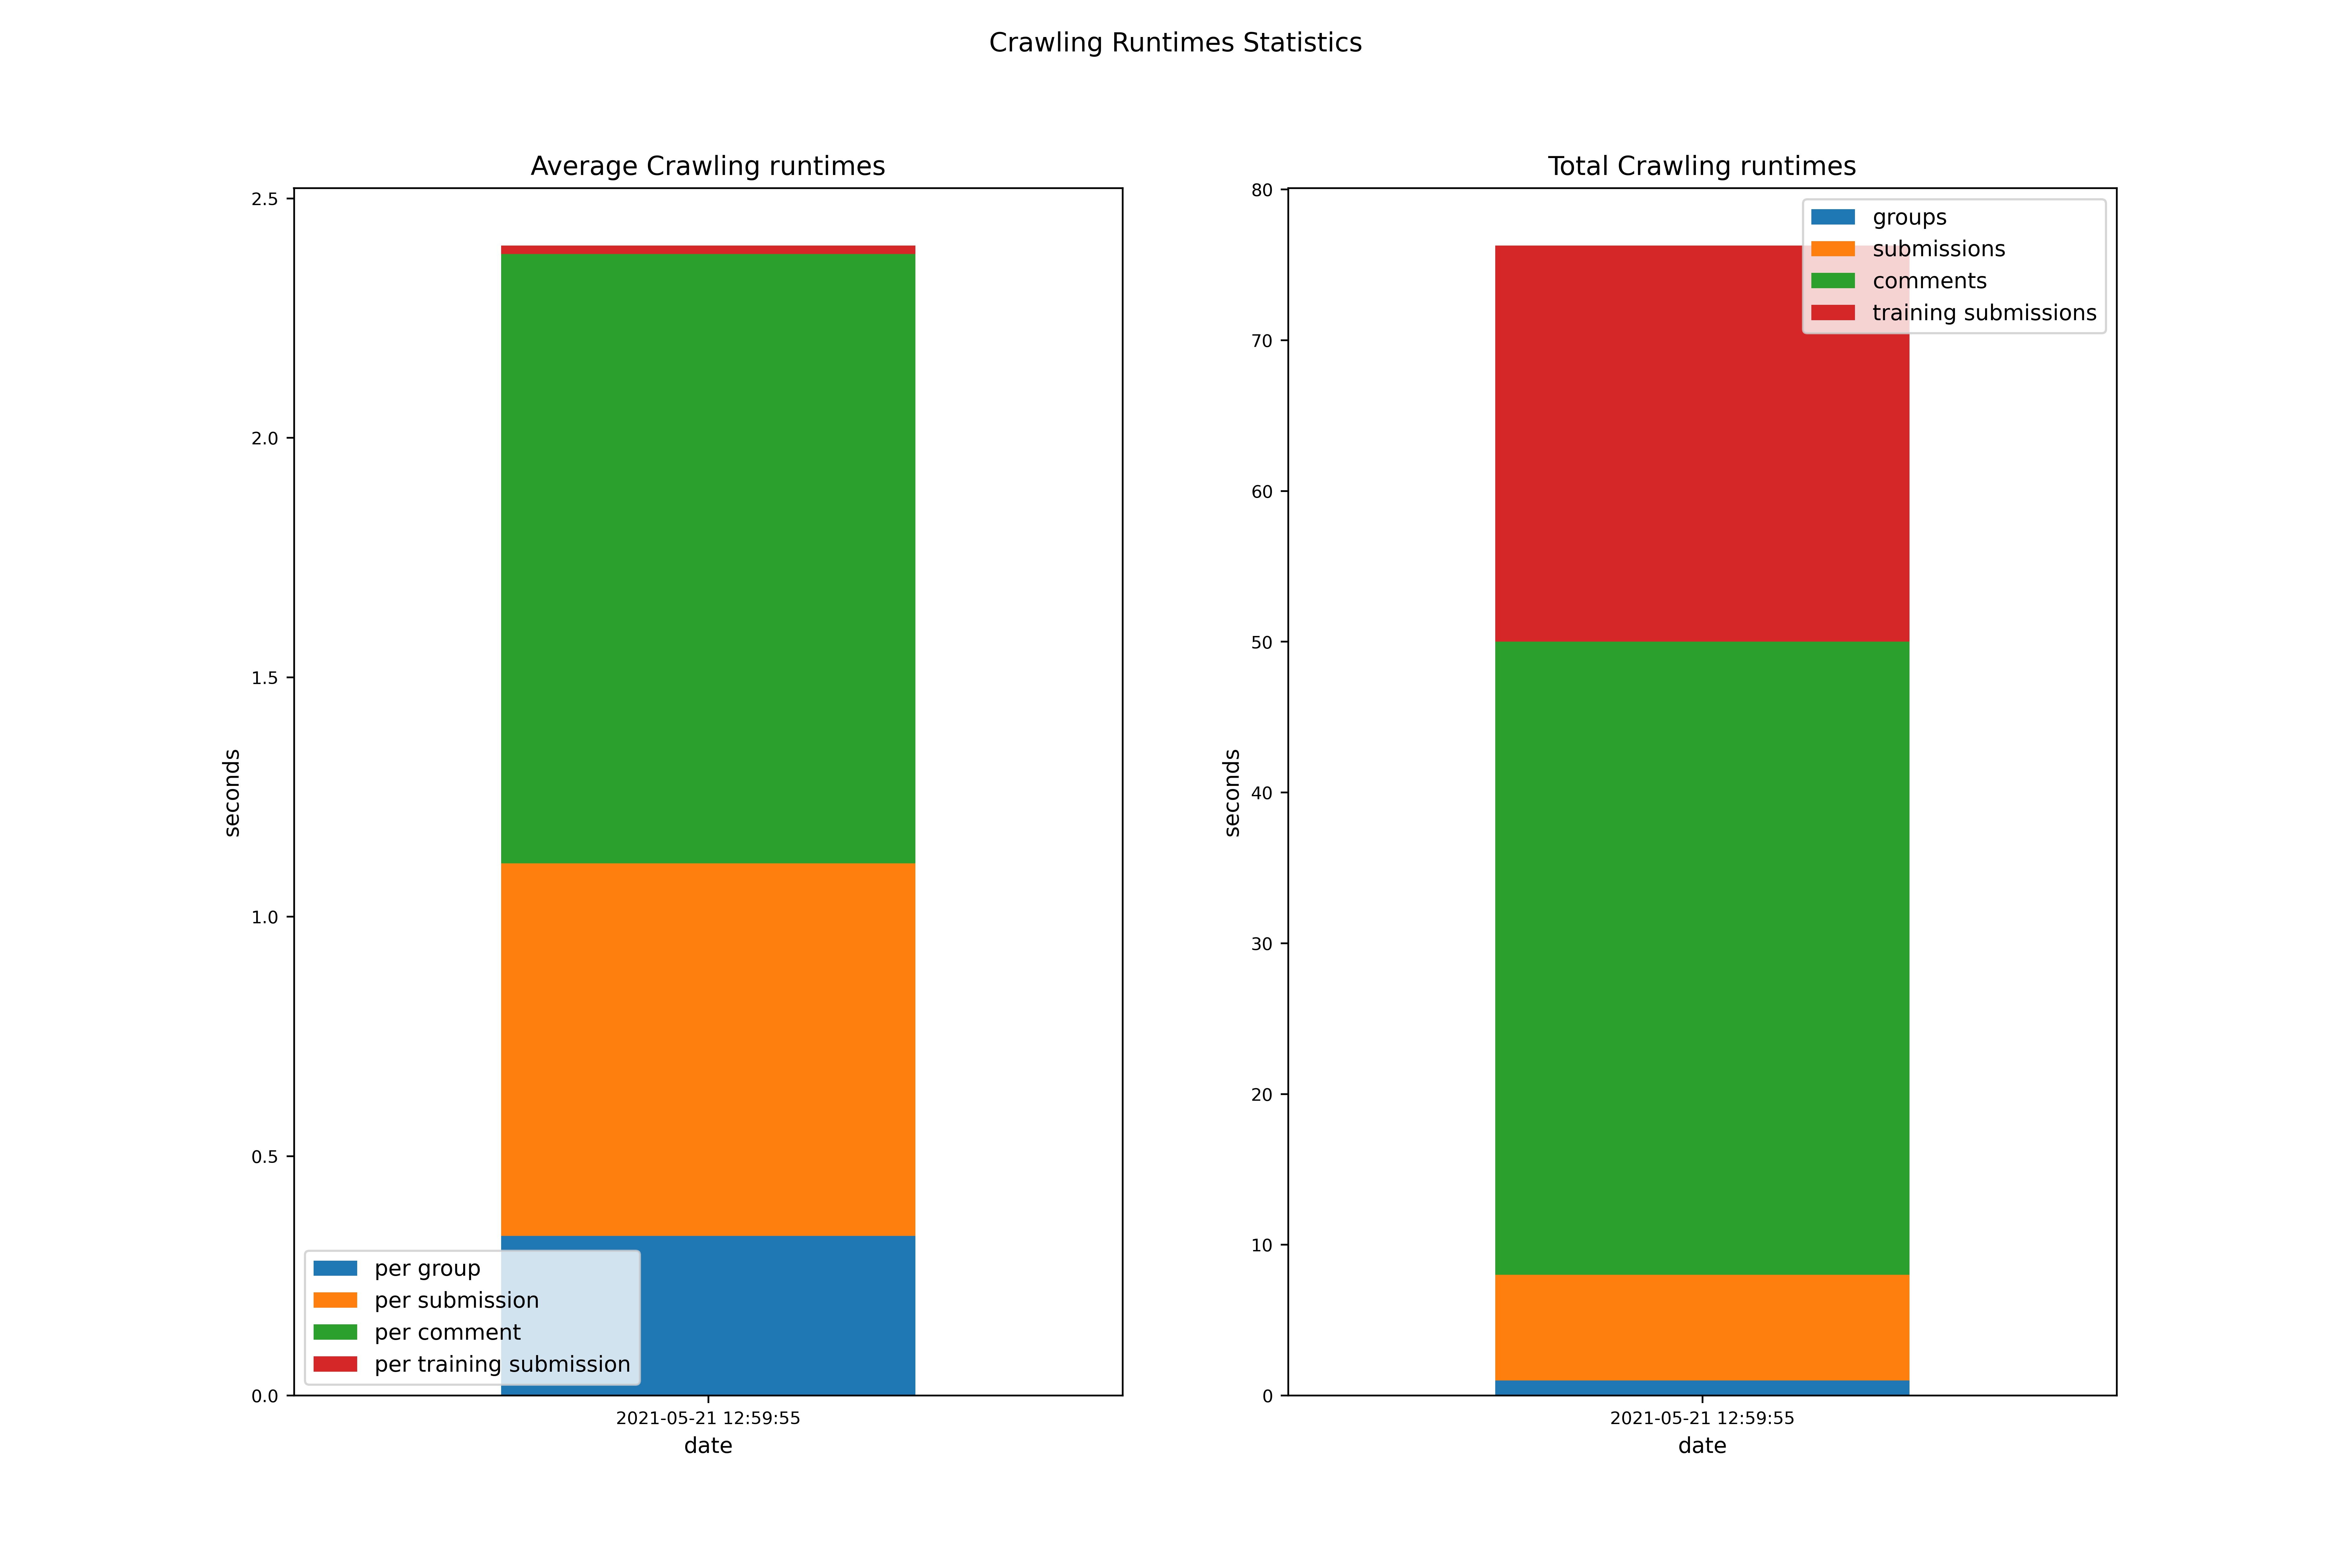 Crawling Runtimes Statistics
Average Crawling runtimes
2.5
2.0
1.5
1.0
0.5
0.0
seconds
per group
per submission
per comment
per training submission
2021-05-21 12:59:55
date
Total Crawling runtimes
80
70
60
50
40
30
20
10
0
seconds
groups
submissions
comments
training submissions
2021-05-21 12:59:55
date